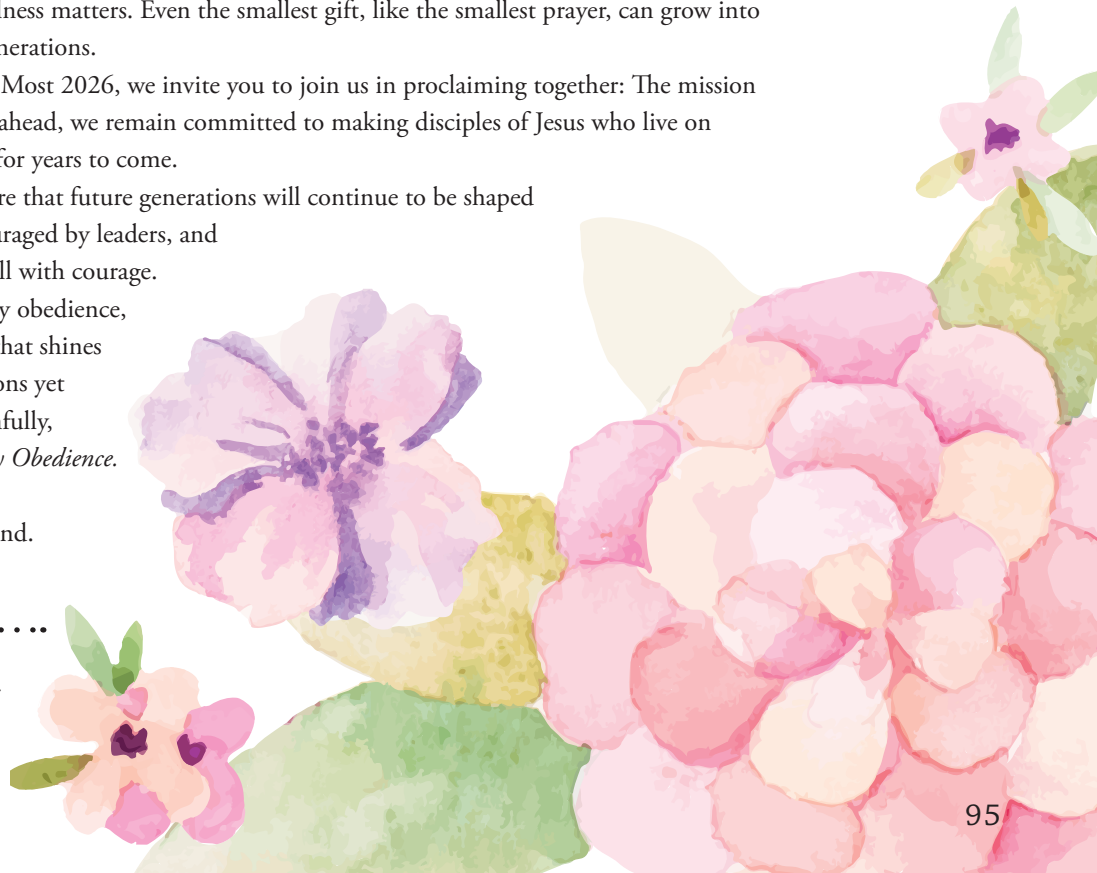 lness matters. Even the smallest gift, like the smallest prayer, can grow into
nerations.
Most 2026, we invite you to join us in proclaiming together: The mission
ahead, we remain committed to making disciples of Jesus who live on
for years to come.
re that future generations will continue to be shaped
uraged by leaders, and
ll with courage.
y obedience,
hat shines
ons yet
nfully,
y Obedience.
nd.
....
95